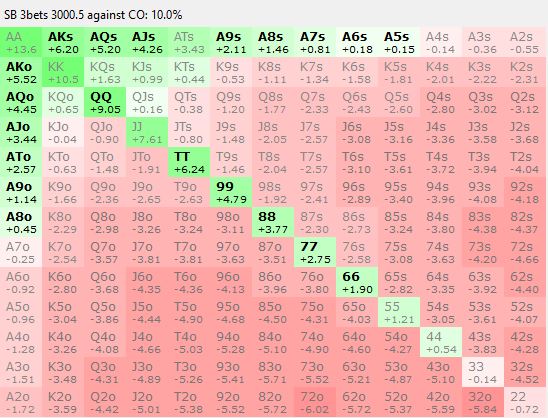 SB 3bets 3000.5 against CO: 10.0%
AA AKs AQs AJs ATs A9s A8s A7s A6s A5s A4s A3s A2s
+13.6 +6.20 +5.20 +4.26 +3.43 +2.11 +1.46 +0.81 +0.18 +0.15 -0.14 -0.36 -0.55
AKo KK KQs KJs KTs K9s K8s K7s K6s K5s K4s K3s K2s
+5.52 +10.5 +1.63 +0.99 +0.44 -0.53 -1.11 -1.34 -1.58 -1.81 -2.01 -2.22 -2.31
AQo KQo QQ QJs QTs Q9s Q8s Q7s Q6s Q5s Q4s Q3s Q2s
+4.45 +0.65 +9.05 +0.16 -0.38 -1.20 -1.77 -2.33 -2.43 -2.60 -2.80 -3.02 -3.12
AJo KJo QJo JJ JTs J9s J8s J7s J6s J5s J4s J3s J2s
+3.44 -0.04 -0.90 +7.61 -0.80 -1.48 -2.05 -2.57 -3.08 -3.16 -3.36 -3.58 -3.68
ATo KTo QTo JTo TT T9s T8s T7s T6s T5s T4s T3s T2s
+2.57 -0.63 -1.48 -1.91 +6.24 -1.46 -2.04 -2.57 -3.10 -3.61 -3.72 -3.94 -4.04
A9o K9o Q9o J9o T9o 99 98s 97s 96s 95s 94s 93s 92s
+1.14 -1.66 -2.36 -2.65 -2.63 +4.79 -1.92 -2.41 -2.89 -3.40 -3.96 -4.08 -4.18
A8o K8o Q8o J8o T8o 98o 88 87s 86s 85s 84s 83s 82s
+0.45 -2.29 -2.98 -3.26 -3.24 -3.11 +3.77 -2.30 -2.73 -3.24 -3.80 -4.38 -4.37
A7o K7o Q7o J7o T7o 97o 87o 77 76s 75s 74s 73s 72s
-0.25 -2.54 -3.57 -3.81 -3.81 -3.63 -3.51 +2.75 -2.58 -3.08 -3.63 -4.20 -4.66
A6o K6o Q6o J6o T6o 96o 86o 76o 66 65s 64s 63s 62s
-0.92 -2.80 -3.68 -4.35 -4.36 -4.13 -3.96 -3.80 +1.90 -2.82 -3.35 -3.92 -4.40
A5o K5o Q5o J5o T5o 95o 85o 75o 65o 55 54s 53s 52s
-0.96 -3.04 -3.86 -4.44 -4.90 -4.68 -4.50 -4.31 -4.03 +1.21 -3.05 -3.61 -4.07
A4o K4o Q4o J4o T4o 94o 84o 74o 64o 54o 44 43s 42s
-1.28 -3.26 -4.08 -4.66 -5.03 -5.28 -5.10 -4.90 -4.60 -4.27 +0.54 -3.83 -4.28
A3o K3o Q3o J3o T3o 93o 83o 73o 63o 53o 43o 33 32s
-1.51 -3.48 -4.31 -4.89 -5.26 -5.41 -5.71 -5.52 -5.21 -4.87 -5.10 -0.14 -4.52
A2o K2o Q2o J2o T2o 92o 82o 72o 62o 52o 42o 32o 22
-1.72 -3.59 -4.42 -5.01 -5.38 -5.52 -5.72 -6.02 -5.72 -5.37 -5.59 -5.84 -0.72